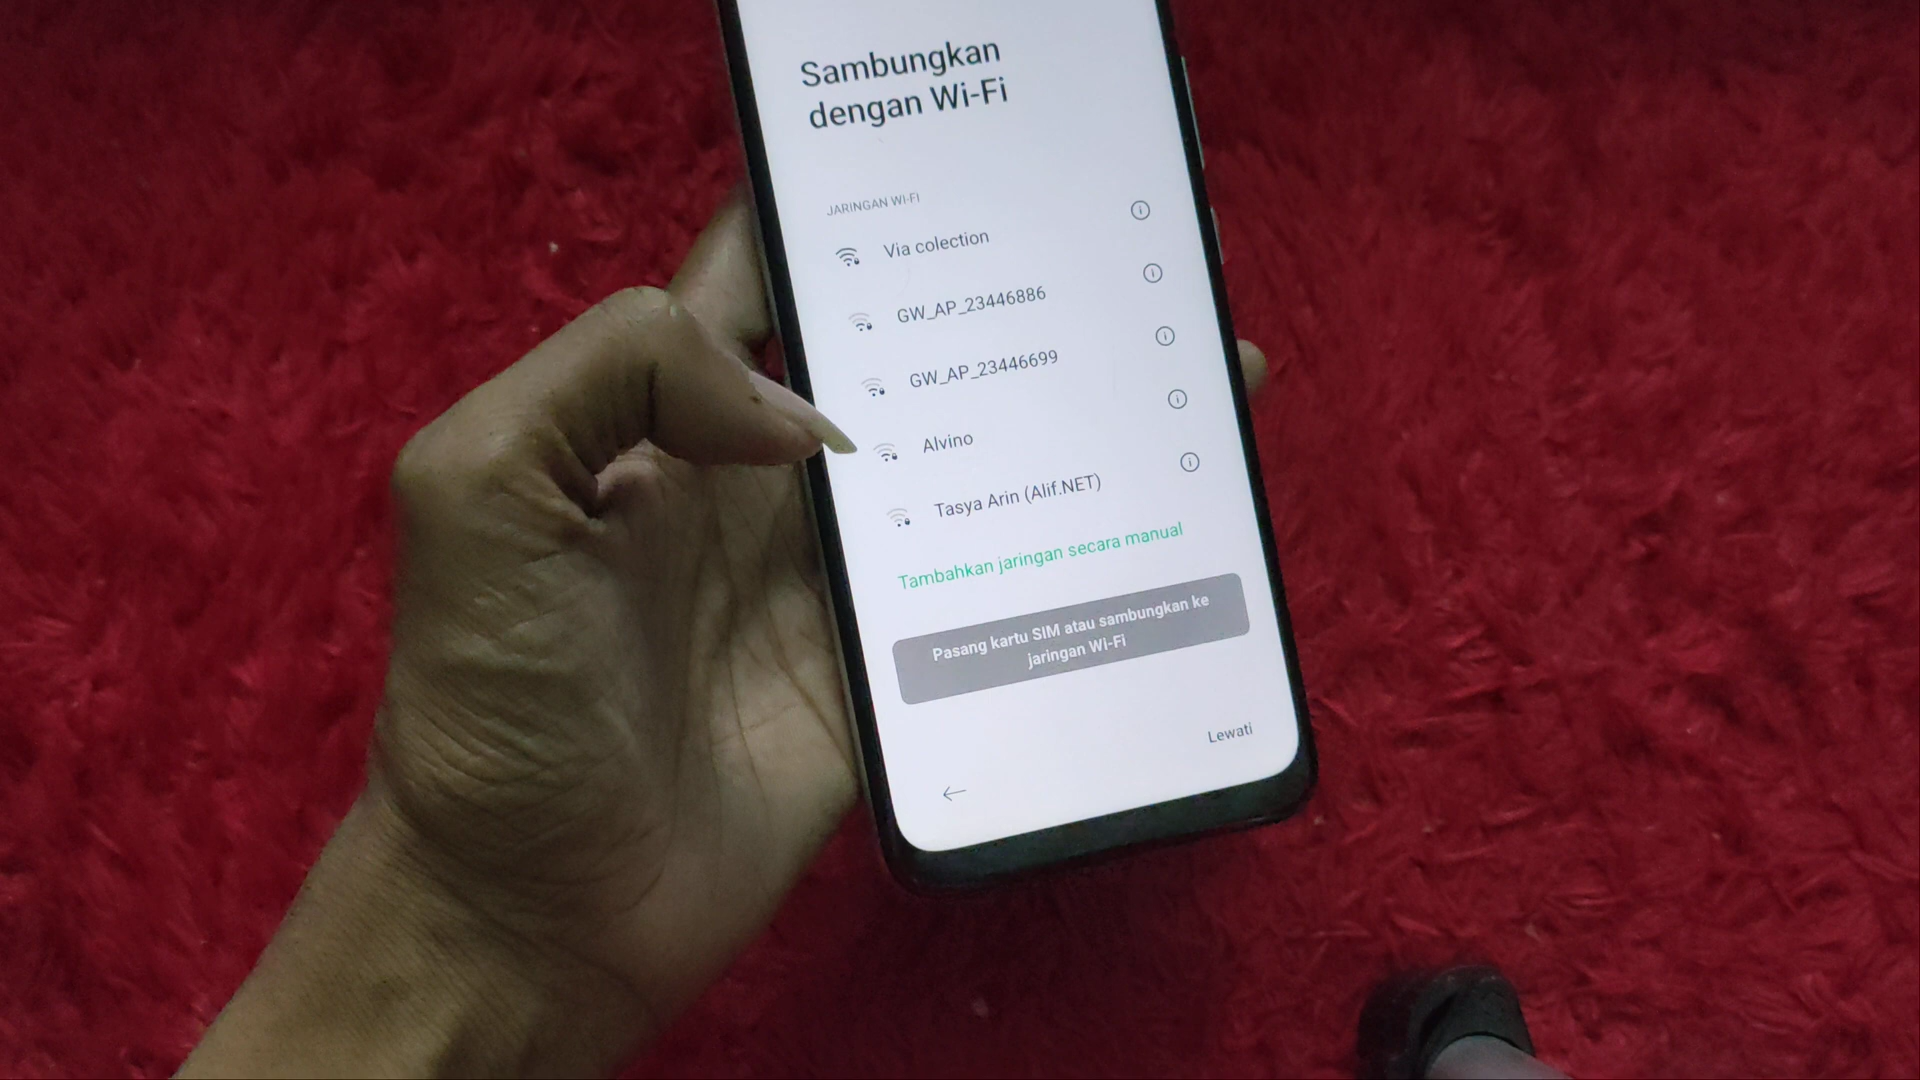 Sambungkan
dengan Wi-Fi
JARINGAN WI-FI
Via colection
GW_AP_23446886
GW_AP_23446699
Alvino
Tasya Arin (Alif.NET)
Tambahkan jaringan secara manual
Pasang kartu SIM atau sambungkan ke
jaringan Wi-Fi
Lewati